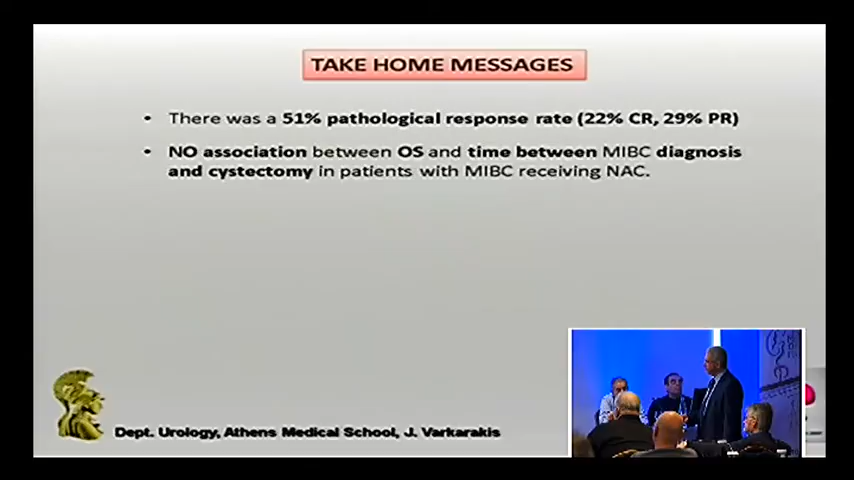 TAKE HOME MESSAGES
• There was a 51% pathological response rate (22% CR, 29% PR)
• NO association between OS and time between MIBC diagnosis
and cystectomy in patients with MIBC receiving NAC.
Dept. Urology, Athens Medical School, J. Varkarakis